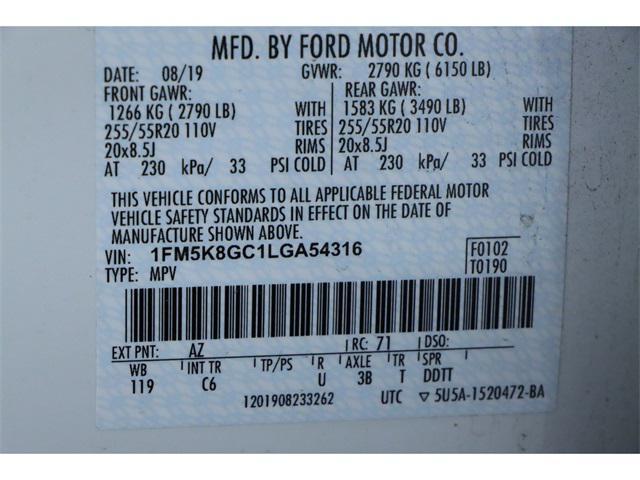 MFD. BY FORD MOTOR CO.
DATE: 08/19 GVWR: 2790 KG ( 6150 LB)
FRONT GAWR: REAR GAWR:
1266 KG ( 2790 LB) WITH 1583 KG ( 3490 LB) WITH
255/55R20 110V TIRES 255/55R20 110V TIRES
20x8.5J RIMS 20x8.5J RIMS
AT 230 kPa/ 33 PSI COLD AT 230 kPa/ 33 PSI COLD
THIS VEHICLE CONFORMS TO ALL APPLICABLE FEDERAL MOTOR
VEHICLE SAFETY STANDARDS IN EFFECT ON THE DATE OF
MANUFACTURE SHOWN ABOVE.
VIN: 1FM5K8GC1LGA54316 F0102
TYPE: MPV T0190
EXT PNT: AZ RC: 71 DSO:
WB INT TR TP/PS R AXLE TR SPR
119 C6 U 3B T DDTT
1201908233262 UTC ▽ 5U5A-1520472-BA